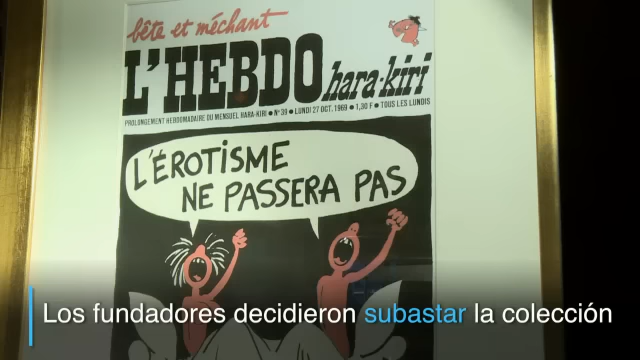 bête et méchant
L'HEBDO hara-kiri
PROLONGEMENT HEBDOMADAIRE DU MENSUEL HARA-KIRI • N° 39 • LUNDI 27 OCT. 1969 • 1,30 F • TOUS LES LUNDIS
L'ÉROTISME
NE PASSERA PAS
Los fundadores decidieron subastar la colección